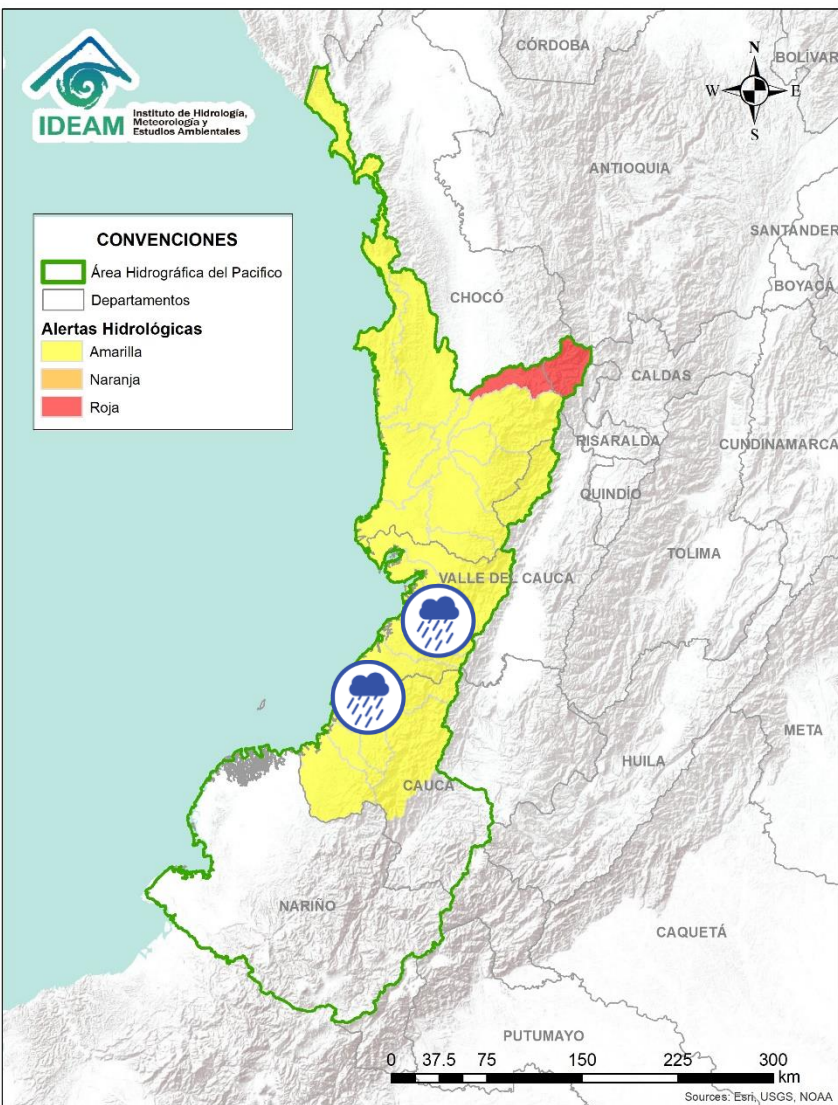 IDEAM
Instituto de Hidrología,
Meteorología y
Estudios Ambientales
N
W
E
S
CÓRDOBA
BOLÍVAR
ANTIOQUIA
SANTANDER
BOYACÁ
CHOCÓ
CALDAS
RISARALDA
CUNDINAMARCA
QUINDÍO
TOLIMA
VALLE DEL CAUCA
META
HUILA
CAUCA
NARIÑO
CAQUETÁ
PUTUMAYO
CONVENCIONES
Área Hidrográfica del Pacifico
Departamentos
Alertas Hidrológicas
Amarilla
Naranja
Roja
0 37.5 75 150 225 300
km
Sources: Esri, USGS, NOAA